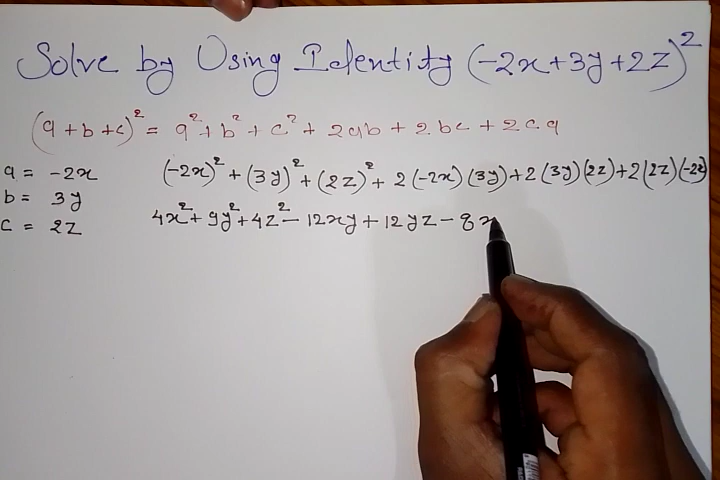 Solve by Using Identity (-2x+3y+2z)²
(a+b+c)² = a²+b²+c²+2ab+2bc+2ca
a = -2x
(-2x)²+(3y)²+(2z)²+2(-2x)(3y)+2(3y)(2z)+2(2z)(-2x)
b = 3y
4x²+9y²+4z²-12xy+12yz-8x
c = 2z